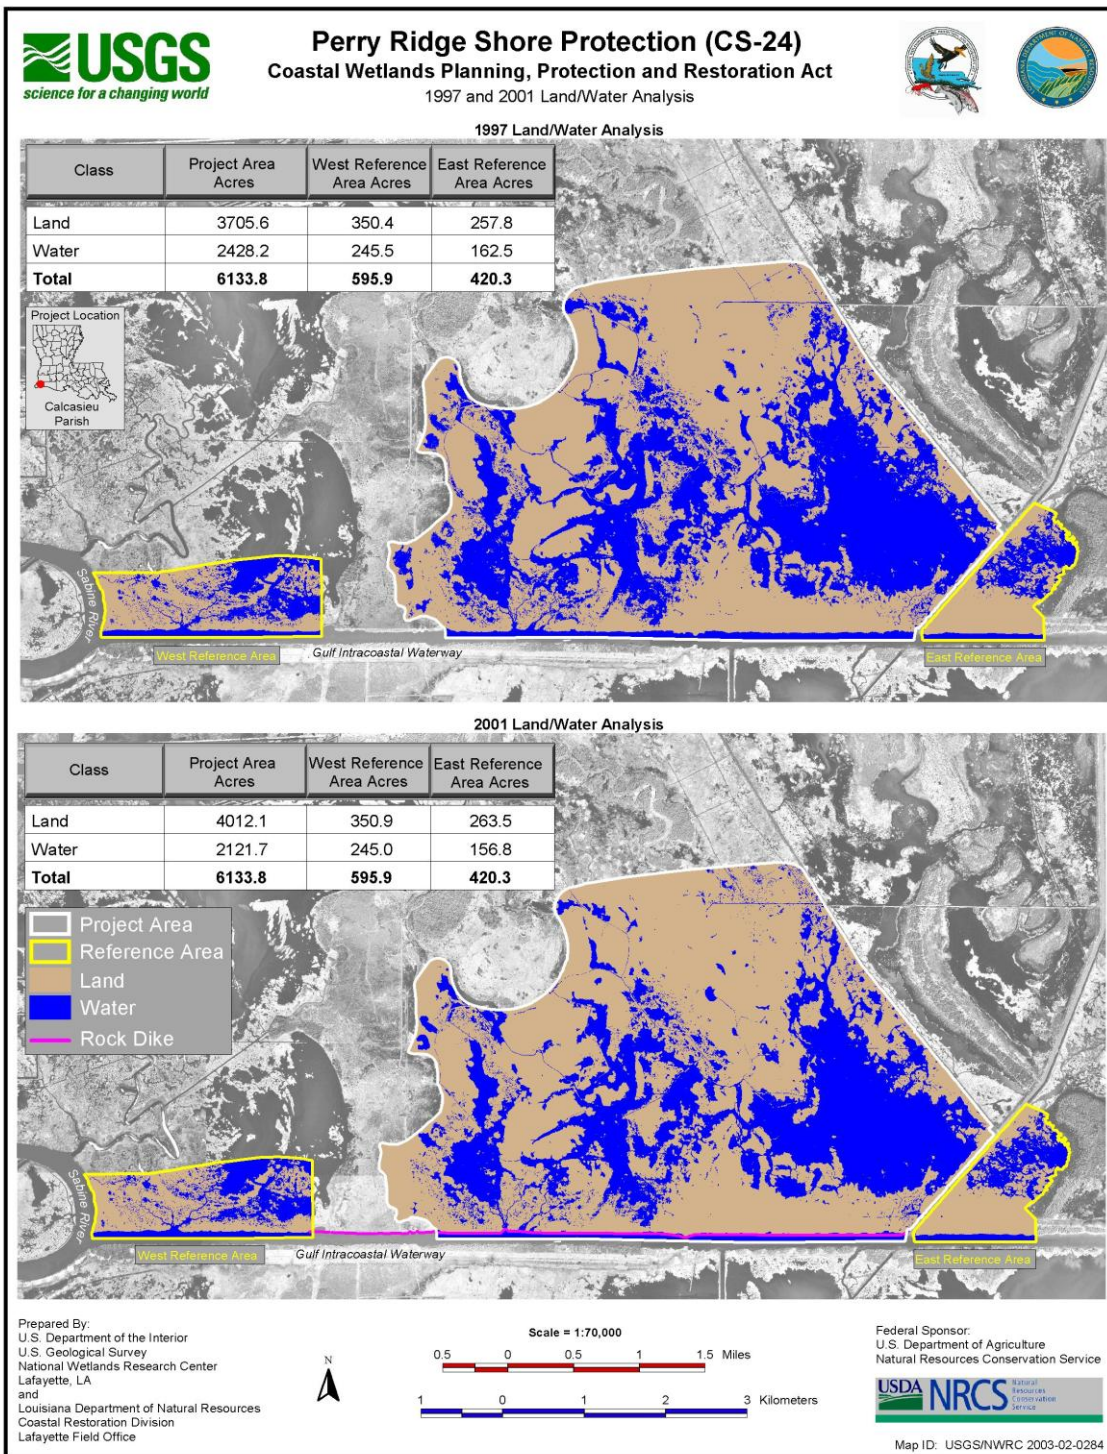 USGS
science for a changing world
Perry Ridge Shore Protection (CS-24)
Coastal Wetlands Planning, Protection and Restoration Act
1997 and 2001 Land/Water Analysis
1997 Land/Water Analysis
Class Project Area Acres West Reference Area Acres East Reference Area Acres
Land 3705.6 350.4 257.8
Water 2428.2 245.5 162.5
Total 6133.8 595.9 420.3
Project Location
Calcasieu
Parish
Sabine River
West Reference Area
Gulf Intracoastal Waterway
East Reference Area
2001 Land/Water Analysis
Class Project Area Acres West Reference Area Acres East Reference Area Acres
Land 4012.1 350.9 263.5
Water 2121.7 245.0 156.8
Total 6133.8 595.9 420.3
Project Area
Reference Area
Land
Water
Rock Dike
Sabine River
West Reference Area
Gulf Intracoastal Waterway
East Reference Area
Prepared By:
U.S. Department of the Interior
U.S. Geological Survey
National Wetlands Research Center
Lafayette, LA
and
Louisiana Department of Natural Resources
Coastal Restoration Division
Lafayette Field Office
N
Scale = 1:70,000
0.5 0 0.5 1 1.5 Miles
1 0 1 2 3 Kilometers
Federal Sponsor:
U.S. Department of Agriculture
Natural Resources Conservation Service
USDA NRCS Natural
Resources
Conservation
Service
Map ID: USGS/NWRC 2003-02-0284